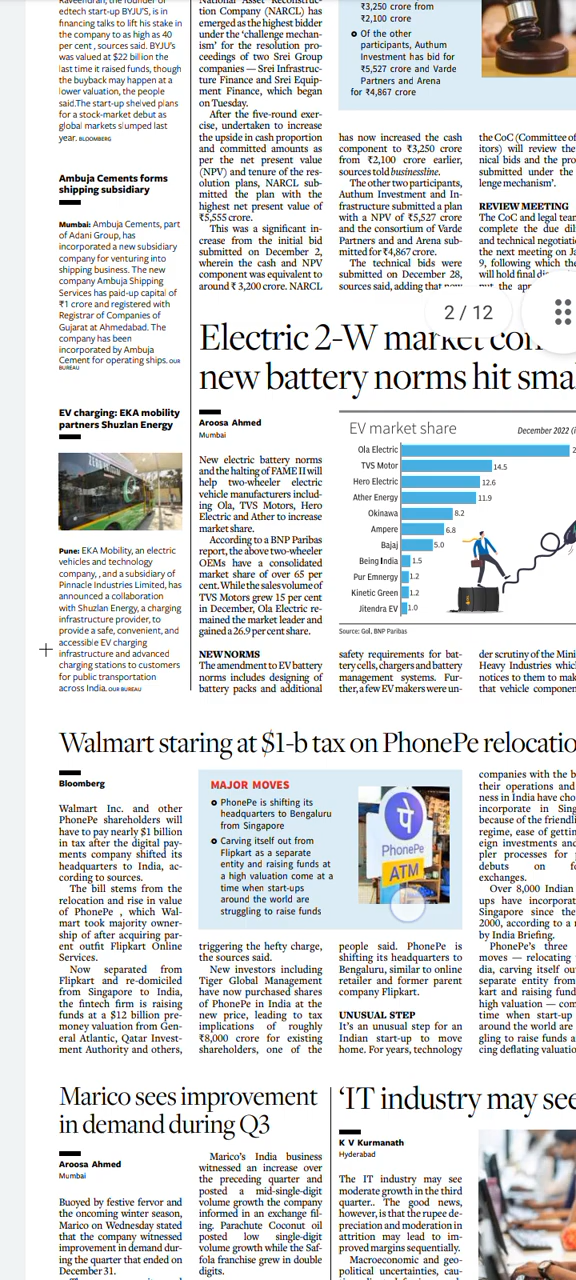 edtech start-up BYJU'S, is in
financing talks to lift his stake in
the company to as high as 40
per cent , sources said. BYJU's
was valued at $22 billion the
last time it raised funds, though
the buyback may happen at a
lower valuation, the people
said.The start-up shelved plans
for a stock-market debut as
global markets slumped last
year. BLOOMBERG
Ambuja Cements forms
shipping subsidiary
Mumbai: Ambuja Cements, part
of Adani Group, has
incorporated a new subsidiary
company for venturing into
shipping business. The new
company Ambuja Shipping
Services has paid-up capital of
₹1 crore and registered with
Registrar of Companies of
Gujarat at Ahmedabad. The
company has been
incorporated by Ambuja
Cement for operating ships. OUR
BUREAU
EV charging: EKA mobility
partners Shuzlan Energy
Pune: EKA Mobility, an electric
vehicles and technology
company, , and a subsidiary of
Pinnacle Industries Limited, has
announced a collaboration
with Shuzlan Energy, a charging
infrastructure provider, to
provide a safe, convenient, and
accessible EV charging
infrastructure and advanced
charging stations to customers
for public transportation
across India. OUR BUREAU
tion Company (NARCL) has
emerged as the highest bidder
under the 'challenge mechan-
ism' for the resolution pro-
ceedings of two Srei Group
companies — Srei Infrastruc-
ture Finance and Srei Equip-
ment Finance, which began
on Tuesday.
After the five-round exer-
cise, undertaken to increase
the upside in cash proportion
and committed amounts as
per the net present value
(NPV) and tenure of the res-
olution plans, NARCL sub-
mitted the plan with the
highest net present value of
₹5,555 crore.
This was a significant in-
crease from the initial bid
submitted on December 2,
wherein the cash and NPV
component was equivalent to
around ₹ 3,200 crore. NARCL
₹3,250 crore from
₹2,100 crore
Of the other
participants, Authum
Investment and Infra has bid for
₹5,527 crore and Varde
Partners and Arena
for ₹4,867 crore
has now increased the cash
component to ₹3,250 crore
from ₹2,100 crore earlier,
sources told businessline.
The other two participants,
Authum Investment and In-
frastructure submitted a plan
with a NPV of ₹5,527 crore
and the consortium of Varde
Partners and and Arena sub-
mitted for ₹4,867 crore.
The technical bids were
submitted on December 28,
sources said, adding that now
the CoC (Committee of
itors) will review the
nical bids and the pro
submitted under the
lenge mechanism'.
REVIEW MEETING
The CoC and legal team
complete the due dili
and technical negotiati
the next meeting on Ja
9, following which the
will hold final
put the
2 / 12
Electric 2-W market con
new battery norms hit smal
Aroosa Ahmed
Mumbai
New electric battery norms
and the halting of FAME II will
help two-wheeler electric
vehicle manufacturers includ-
ing Ola, TVS Motors, Hero
Electric and Ather to increase
market share.
According to a BNP Paribas
report, the above two-wheeler
OEMs have a consolidated
market share of over 65 per
cent. While the sales volume of
TVS Motors grew 15 per cent
in December, Ola Electric re-
mained the market leader and
gained a 26.9 per cent share.
NEW NORMS
The amendment to EV battery
norms includes designing of
battery packs and additional
EV market share
December 2022 (i
Ola Electric 2
TVS Motor 14.5
Hero Electric 12.6
Ather Energy 11.9
Okinawa 8.2
Ampere 6.8
Bajaj 5.0
Being India 1.5
Pur Emnergy 1.2
Kinetic Green 1.2
Jitendra EV 1.0
Source: GoI, BNP Paribas
safety requirements for bat-
tery cells, chargers and battery
management systems. Fur-
ther, a few EV makers were un-
der scrutiny of the Mini
Heavy Industries whic
notices to them to mak
that vehicle componen
Walmart staring at $1-b tax on PhonePe relocatio
Bloomberg
Walmart Inc. and other
PhonePe shareholders will
have to pay nearly $1 billion
in tax after the digital pay-
ments company shifted its
headquarters to India, ac-
cording to sources.
The bill stems from the
relocation and rise in value
of PhonePe , which Wal-
mart took majority owner-
ship of after acquiring par-
ent outfit Flipkart Online
Services.
Now separated from
Flipkart and re-domiciled
from Singapore to India,
the fintech firm is raising
funds at a $12 billion pre-
money valuation from Gen-
eral Atlantic, Qatar Invest-
ment Authority and others,
MAJOR MOVES
PhonePe is shifting its
headquarters to Bengaluru
from Singapore
Carving itself out from
Flipkart as a separate
entity and raising funds at
a high valuation come at a
time when start-ups
around the world are
struggling to raise funds
PhonePe
ATM
triggering the hefty charge,
the sources said.
New investors including
Tiger Global Management
have now purchased shares
of PhonePe in India at the
new price, leading to tax
implications of roughly
₹8,000 crore for existing
shareholders, one of the
people said. PhonePe is
shifting its headquarters to
Bengaluru, similar to online
retailer and former parent
company Flipkart.
UNUSUAL STEP
It's an unusual step for an
Indian start-up to move
home. For years, technology
companies with the b
their operations and
ness in India have cho
incorporate in Sing
because of the friendli
regime, ease of gettin
eign investments and
pler processes for
debuts on fo
exchanges.
Over 8,000 Indian
ups have incorporat
Singapore since the
2000, according to a r
by India Briefing.
PhonePe's three
moves — relocating
dia, carving itself out
separate entity from
kart and raising fund
high valuation — com
time when start-up
around the world are
gling to raise funds a
cing deflating valuatio
Marico sees improvement
in demand during Q3
Aroosa Ahmed
Mumbai
Buoyed by festive fervor and
the oncoming winter season,
Marico on Wednesday stated
that the company witnessed
improvement in demand dur-
ing the quarter that ended on
December 31.
Marico's India business
witnessed an increase over
the preceding quarter and
posted a mid-single-digit
volume growth the company
informed in an exchange fil-
ing. Parachute Coconut oil
posted low single-digit
volume growth while the Saf-
fola franchise grew in double
digits.
'IT industry may see
K V Kurmanath
Hyderabad
The IT industry may see
moderate growth in the third
quarter.. The good news,
however, is that the rupee de-
preciation and moderation in
attrition may lead to im-
proved margins sequentially.
Macroeconomic and geo-
political uncertainties, cau-